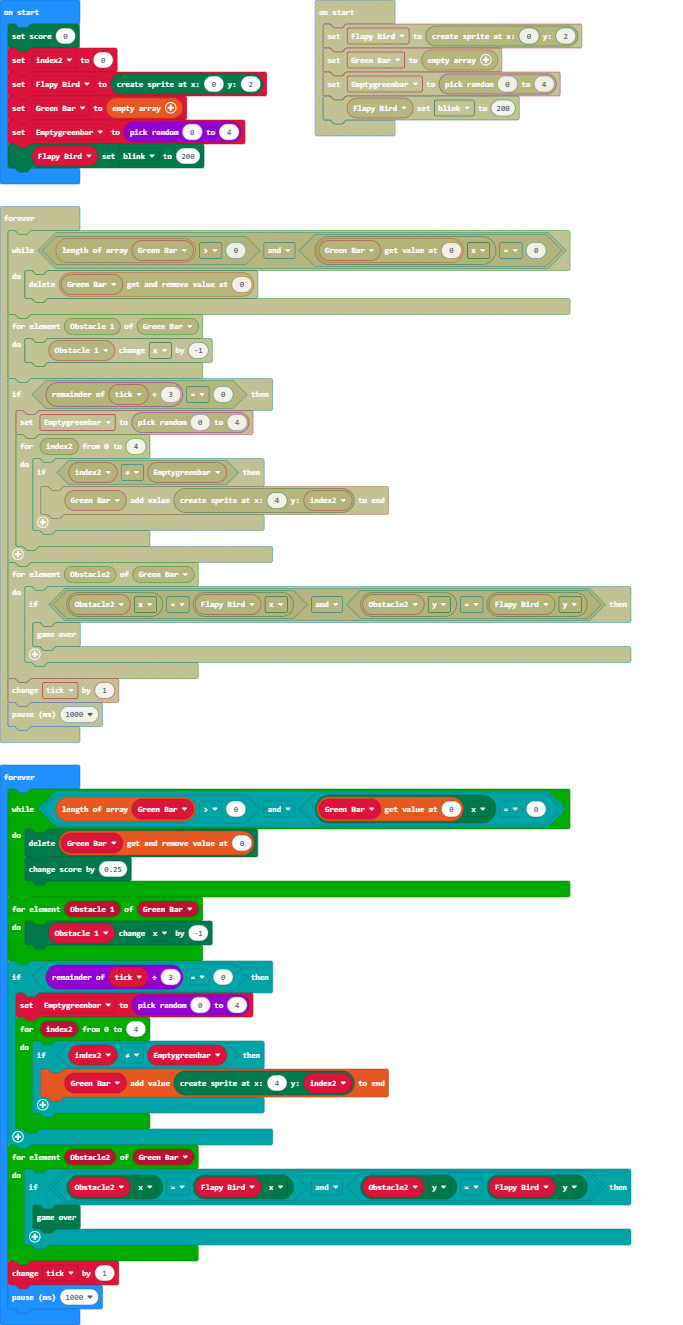 on start
set score 0
set index2 to 0
set Flapy Bird to create sprite at x: 0 y: 2
set Green Bar to empty array
set Emptygreenbar to pick random 0 to 4
Flapy Bird set blink to 200
on start
set Flapy Bird to create sprite at x: 0 y: 2
set Green Bar to empty array
set Emptygreenbar to pick random 0 to 4
Flapy Bird set blink to 200
forever
while length of array Green Bar > 0 and Green Bar get value at 0 x = 0
do
delete Green Bar get and remove value at 0
for element Obstacle 1 of Green Bar
do
Obstacle 1 change x by -1
if remainder of tick ÷ 3 = 0 then
set Emptygreenbar to pick random 0 to 4
for index2 from 0 to 4
do
if index2 ≠ Emptygreenbar then
Green Bar add value create sprite at x: 4 y: index2 to end
for element Obstacle2 of Green Bar
do
if Obstacle2 x = Flapy Bird x and Obstacle2 y = Flapy Bird y then
game over
change tick by 1
pause (ms) 1000
forever
while length of array Green Bar > 0 and Green Bar get value at 0 x = 0
do
delete Green Bar get and remove value at 0
change score by 0.25
for element Obstacle 1 of Green Bar
do
Obstacle 1 change x by -1
if remainder of tick ÷ 3 = 0 then
set Emptygreenbar to pick random 0 to 4
for index2 from 0 to 4
do
if index2 ≠ Emptygreenbar then
Green Bar add value create sprite at x: 4 y: index2 to end
for element Obstacle2 of Green Bar
do
if Obstacle2 x = Flapy Bird x and Obstacle2 y = Flapy Bird y then
game over
change tick by 1
pause (ms) 1000